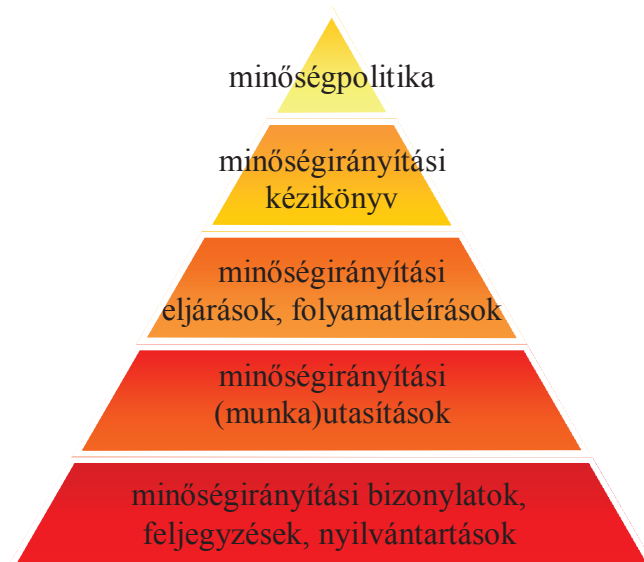 minőségpolitika
minőségirányítási
kézikönyv
minőségirányítási
eljárások, folyamatleírások
minőségirányítási
(munka)utasítások
minőségirányítási bizonylatok,
feljegyzések, nyilvántartások